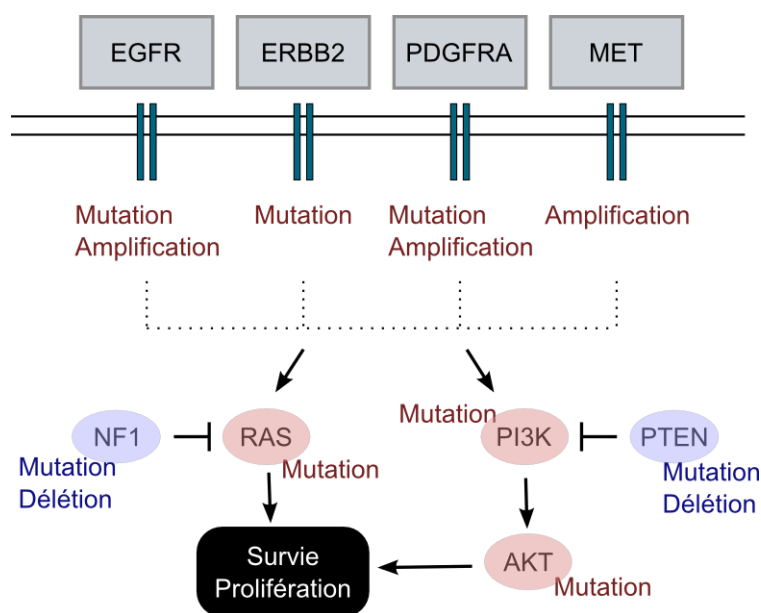 EGFR
ERBB2
PDGFRA
MET
Mutation
Amplification
Mutation
Mutation
Amplification
Amplification
NF1
Mutation
Délétion
RAS
Mutation
Mutation
PI3K
PTEN
Mutation
Délétion
Survie
Prolifération
AKT
Mutation